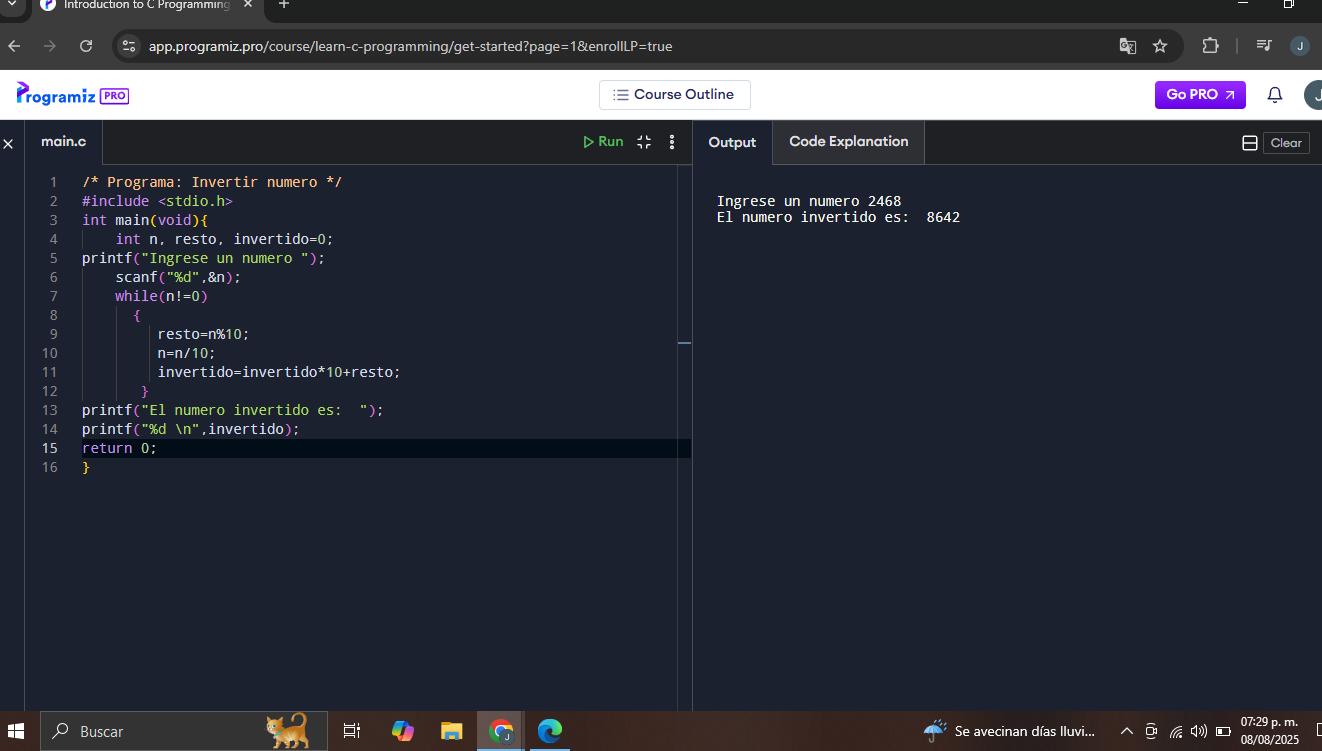 Introduction to C Programming
app.programiz.pro/course/learn-c-programming/get-started?page=1&enrollLP=true
J
Programiz PRO
Course Outline
Go PRO
J
main.c
Run
Output
Code Explanation
Clear
1 /* Programa: Invertir numero */
2 #include <stdio.h>
3 int main(void){
4     int n, resto, invertido=0;
5 printf("Ingrese un numero ");
6     scanf("%d",&n);
7     while(n!=0)
8       {
9          resto=n%10;
10          n=n/10;
11          invertido=invertido*10+resto;
12        }
13 printf("El numero invertido es:  ");
14 printf("%d \n",invertido);
15 return 0;
16 }
Ingrese un numero 2468
El numero invertido es:  8642
Buscar
Se avecinan días lluvi...
07:29 p. m.
08/08/2025